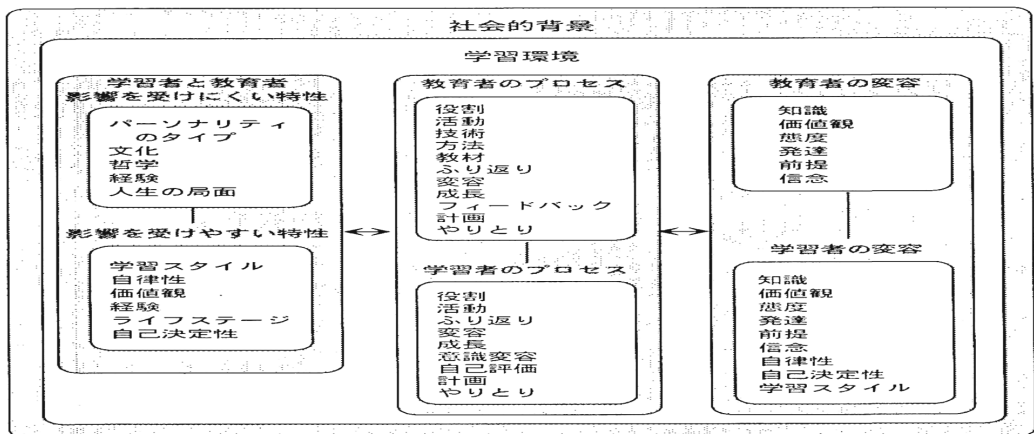 社会的背景
学習環境
学習者と教育者
影響を受けにくい特性
パーソナリティ
のタイプ
文化
哲学
経験
人生の局面
影響を受けやすい特性
学習スタイル
自律性
価値観
経験
ライフステージ
自己決定性
教育者のプロセス
役割
活動
技術
方法
教材
ふり返り
変容
成長
フィードバック
計画
やりとり
学習者のプロセス
役割
活動
ふり返り
変容
成長
意識変容
自己評価
計画
やりとり
教育者の変容
知識
価値観
態度
発達
前提
信念
学習者の変容
知識
価値観
態度
発達
前提
信念
自律性
自己決定性
学習スタイル